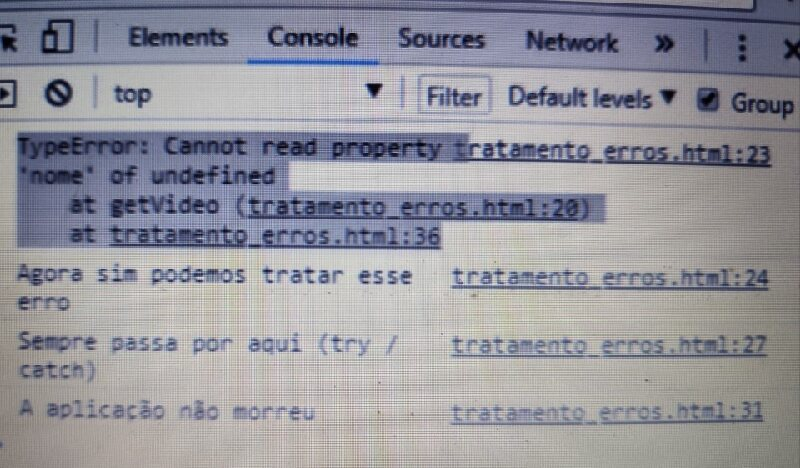 Elements Console Sources Network »
top ▼ Filter Default levels ▼ Group
TypeError: Cannot read property tratamento_erros.html:23
'nome' of undefined
at getVideo (tratamento_erros.html:20)
at tratamento_erros.html:36
Agora sim podemos tratar esse tratamento_erros.html:24
erro
Sempre passa por aqui (try / tratamento_erros.html:27
catch)
A aplicação não morreu tratamento_erros.html:31